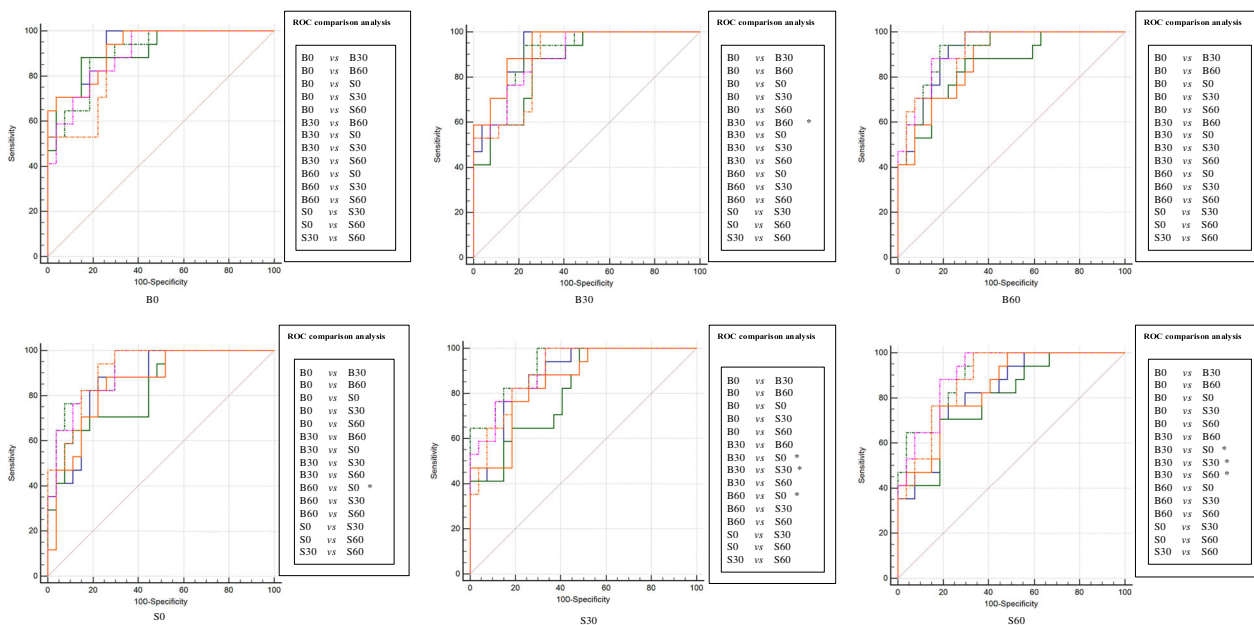 ROC comparison analysis
100
80
60
40
20
0
Sensitivity
0 20 40 60 80 100
100-Specificity
B0
B0 vs B30
B0 vs B60
B0 vs S0
B0 vs S30
B0 vs S60
B30 vs B60
B30 vs S0
B30 vs S30
B30 vs S60
B60 vs S0
B60 vs S30
B60 vs S60
S0 vs S30
S0 vs S60
S30 vs S60
ROC comparison analysis
100
80
60
40
20
0
Sensitivity
0 20 40 60 80 100
100-Specificity
B30
B0 vs B30
B0 vs B60
B0 vs S0
B0 vs S30
B0 vs S60
B30 vs B60 *
B30 vs S0
B30 vs S30
B30 vs S60
B60 vs S0
B60 vs S30
B60 vs S60
S0 vs S30
S0 vs S60
S30 vs S60
ROC comparison analysis
100
80
60
40
20
0
Sensitivity
0 20 40 60 80 100
100-Specificity
B60
B0 vs B30
B0 vs B60
B0 vs S0
B0 vs S30
B0 vs S60
B30 vs B60
B30 vs S0
B30 vs S30
B30 vs S60
B60 vs S0
B60 vs S30
B60 vs S60
S0 vs S30
S0 vs S60
S30 vs S60
ROC comparison analysis
100
80
60
40
20
0
Sensitivity
0 20 40 60 80 100
100-Specificity
S0
B0 vs B30
B0 vs B60
B0 vs S0
B0 vs S30
B0 vs S60
B30 vs B60
B30 vs S0
B30 vs S30
B30 vs S60
B60 vs S0 *
B60 vs S30
B60 vs S60
S0 vs S30
S0 vs S60
S30 vs S60
ROC comparison analysis
100
80
60
40
20
0
Sensitivity
0 20 40 60 80 100
100-Specificity
S30
B0 vs B30
B0 vs B60
B0 vs S0
B0 vs S30
B0 vs S60
B30 vs B60
B30 vs S0 *
B30 vs S30 *
B30 vs S60
B60 vs S0 *
B60 vs S30
B60 vs S60
S0 vs S30
S0 vs S60
S30 vs S60
ROC comparison analysis
100
80
60
40
20
0
Sensitivity
0 20 40 60 80 100
100-Specificity
S60
B0 vs B30
B0 vs B60
B0 vs S0
B0 vs S30
B0 vs S60
B30 vs B60
B30 vs S0 *
B30 vs S30 *
B30 vs S60 *
B60 vs S0
B60 vs S30
B60 vs S60
S0 vs S30
S0 vs S60
S30 vs S60